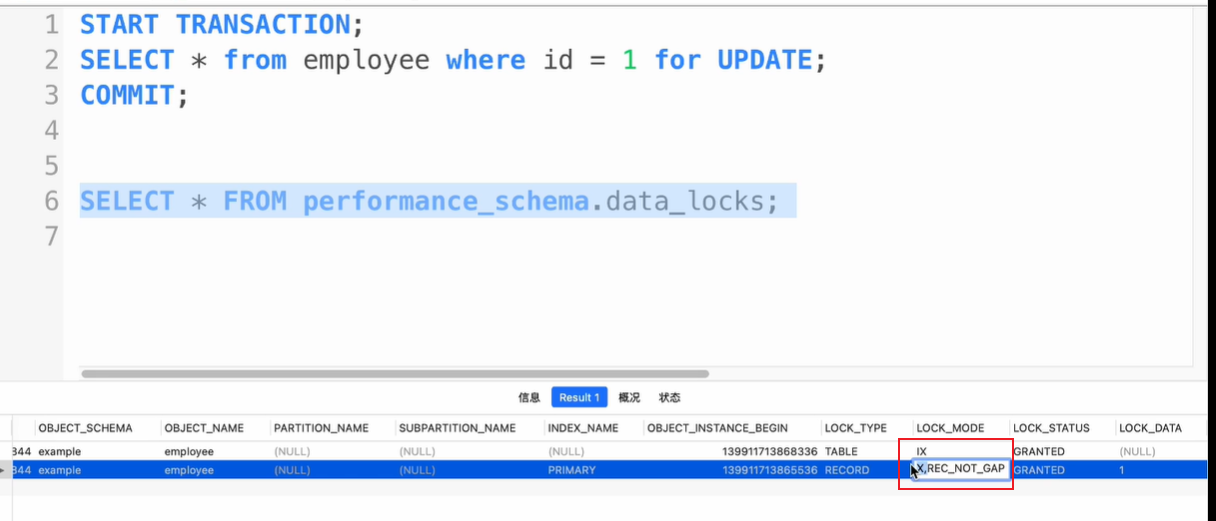 1 START TRANSACTION;
2 SELECT * from employee where id = 1 for UPDATE;
3 COMMIT;
4
5
6 SELECT * FROM performance_schema.data_locks;
7
信息 Result 1 概况 状态
OBJECT_SCHEMA OBJECT_NAME PARTITION_NAME SUBPARTITION_NAME INDEX_NAME OBJECT_INSTANCE_BEGIN LOCK_TYPE LOCK_MODE LOCK_STATUS LOCK_DATA
344 example employee (NULL) (NULL) (NULL) 139911713868336 TABLE IX GRANTED (NULL)
344 example employee (NULL) (NULL) PRIMARY 139911713865536 RECORD X,REC_NOT_GAP GRANTED 1